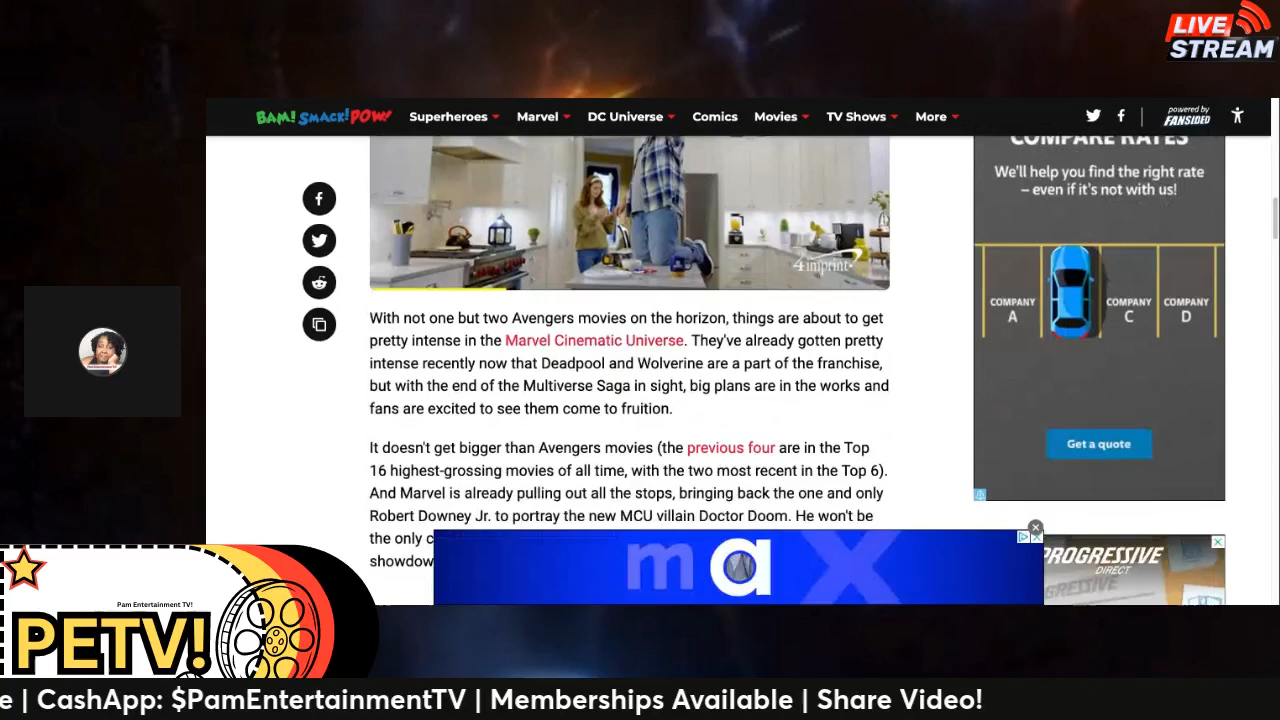 LIVE
STREAM
BAM! SMACK! POW!
Superheroes
Marvel
DC Universe
Comics
Movies
TV Shows
More
powered by
FANSIDED
COMPARE RATES
We'll help you find the right rate
– even if it's not with us!
COMPANY
A
COMPANY
C
COMPANY
D
Get a quote
4imprint
With not one but two Avengers movies on the horizon, things are about to get
pretty intense in the Marvel Cinematic Universe. They've already gotten pretty
intense recently now that Deadpool and Wolverine are a part of the franchise,
but with the end of the Multiverse Saga in sight, big plans are in the works and
fans are excited to see them come to fruition.
It doesn't get bigger than Avengers movies (the previous four are in the Top
16 highest-grossing movies of all time, with the two most recent in the Top 6).
And Marvel is already pulling out all the stops, bringing back the one and only
Robert Downey Jr. to portray the new MCU villain Doctor Doom. He won't be
the only c
showdow
max
PROGRESSIVE
DIRECT
Pam Entertainment TV!
PETV!
e | CashApp: $PamEntertainmentTV | Memberships Available | Share Video!